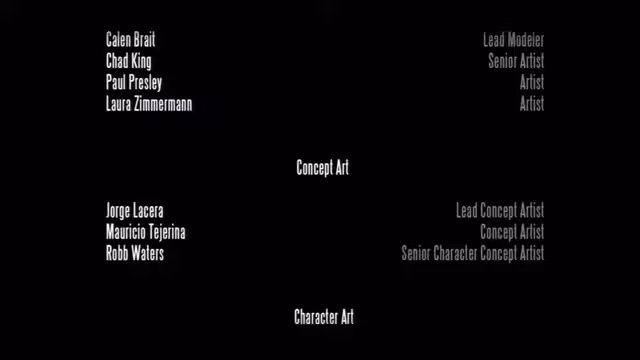 Calen Brait Lead Modeler
Chad King Senior Artist
Paul Presley Artist
Laura Zimmermann Artist
Concept Art
Jorge Lacera Lead Concept Artist
Mauricio Tejerina Concept Artist
Robb Waters Senior Character Concept Artist
Character Art